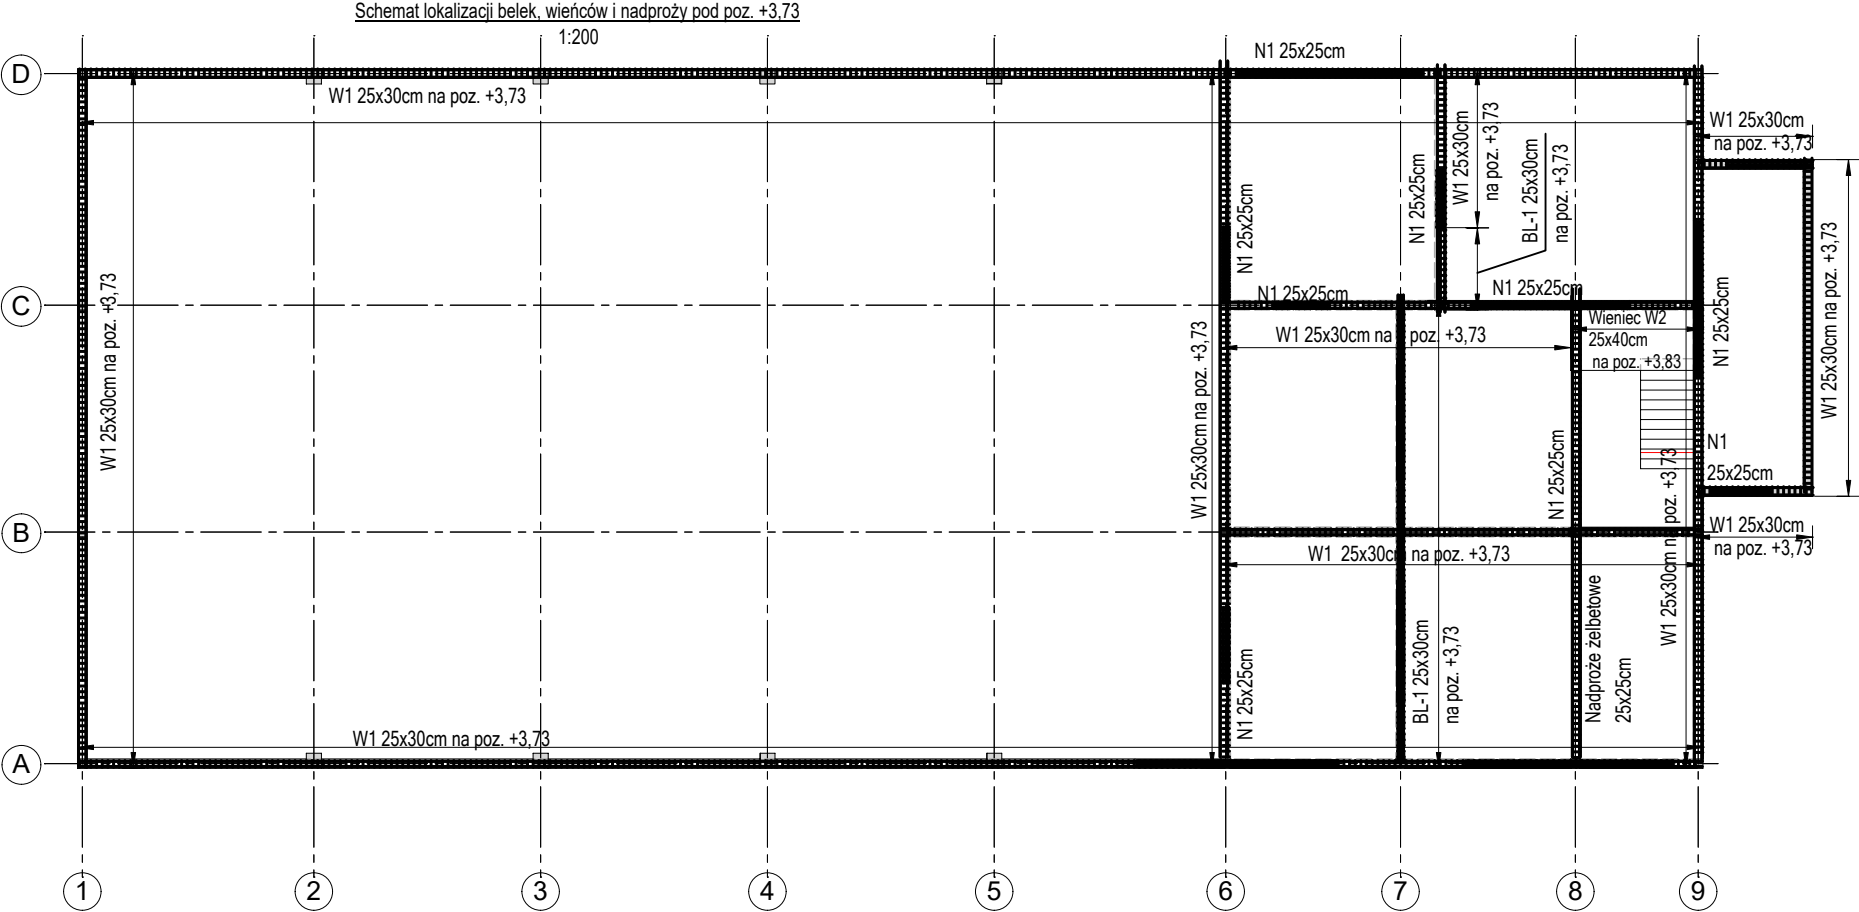 Schemat lokalizacji belek, wieńców i nadproży pod poz. +3,73
1:200
N1 25x25cm
D
W1 25x30cm na poz. +3,73
W1 25x30cm
na poz. +3,73
W1 25x30cm
na poz. +3,73
BL-1 25x30cm
na poz. +3,73
N1 25x25cm
N1 25x25cm
W1 25x30cm na poz. +3,73
W1 25x30cm na poz. +3,73
N1 25x25cm
C
N1 25x25cm
N1 25x25cm
Wieniec W2
25x40cm
na poz. +3,83
W1 25x30cm na poz. +3,73
W1 25x30cm na poz. +3,73
N1
25x25cm
N1 25x25cm
B
W1 25x30cm
na poz. +3,73
W1 25x30cm na poz. +3,73
W1 25x30cm na poz. +3,73
Nadproże żelbetowe
25x25cm
BL-1 25x30cm
na poz. +3,73
N1 25x25cm
W1 25x30cm na poz. +3,73
A
1
2
3
4
5
6
7
8
9